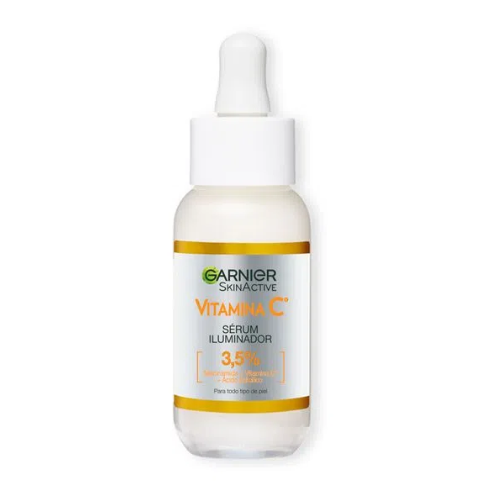 GARNIER
SKINACTIVE
VITAMINA C*
SÉRUM
ILUMINADOR
3,5%
Para todo tipo de piel